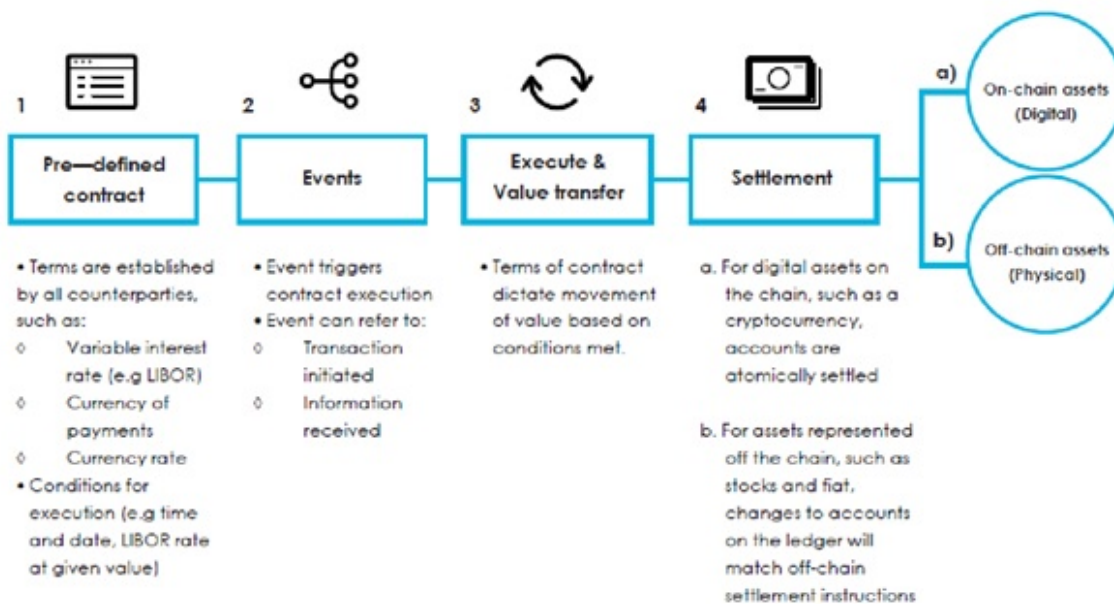 1
Pre—defined
contract
• Terms are established
by all counterparties,
such as:
◊ Variable interest
rate (e.g LIBOR)
◊ Currency of
payments
◊ Currency rate
• Conditions for
execution (e.g time
and date, LIBOR rate
at given value)
2
Events
• Event triggers
contract execution
• Event can refer to:
◊ Transaction
initiated
◊ Information
received
3
Execute &
Value transfer
• Terms of contract
dictate movement
of value based on
conditions met.
4
Settlement
a. For digital assets on
the chain, such as a
cryptocurrency,
accounts are
atomically settled
b. For assets represented
off the chain, such as
stocks and fiat,
changes to accounts
on the ledger will
match off-chain
settlement instructions
a)
On-chain assets
(Digital)
b)
Off-chain assets
(Physical)